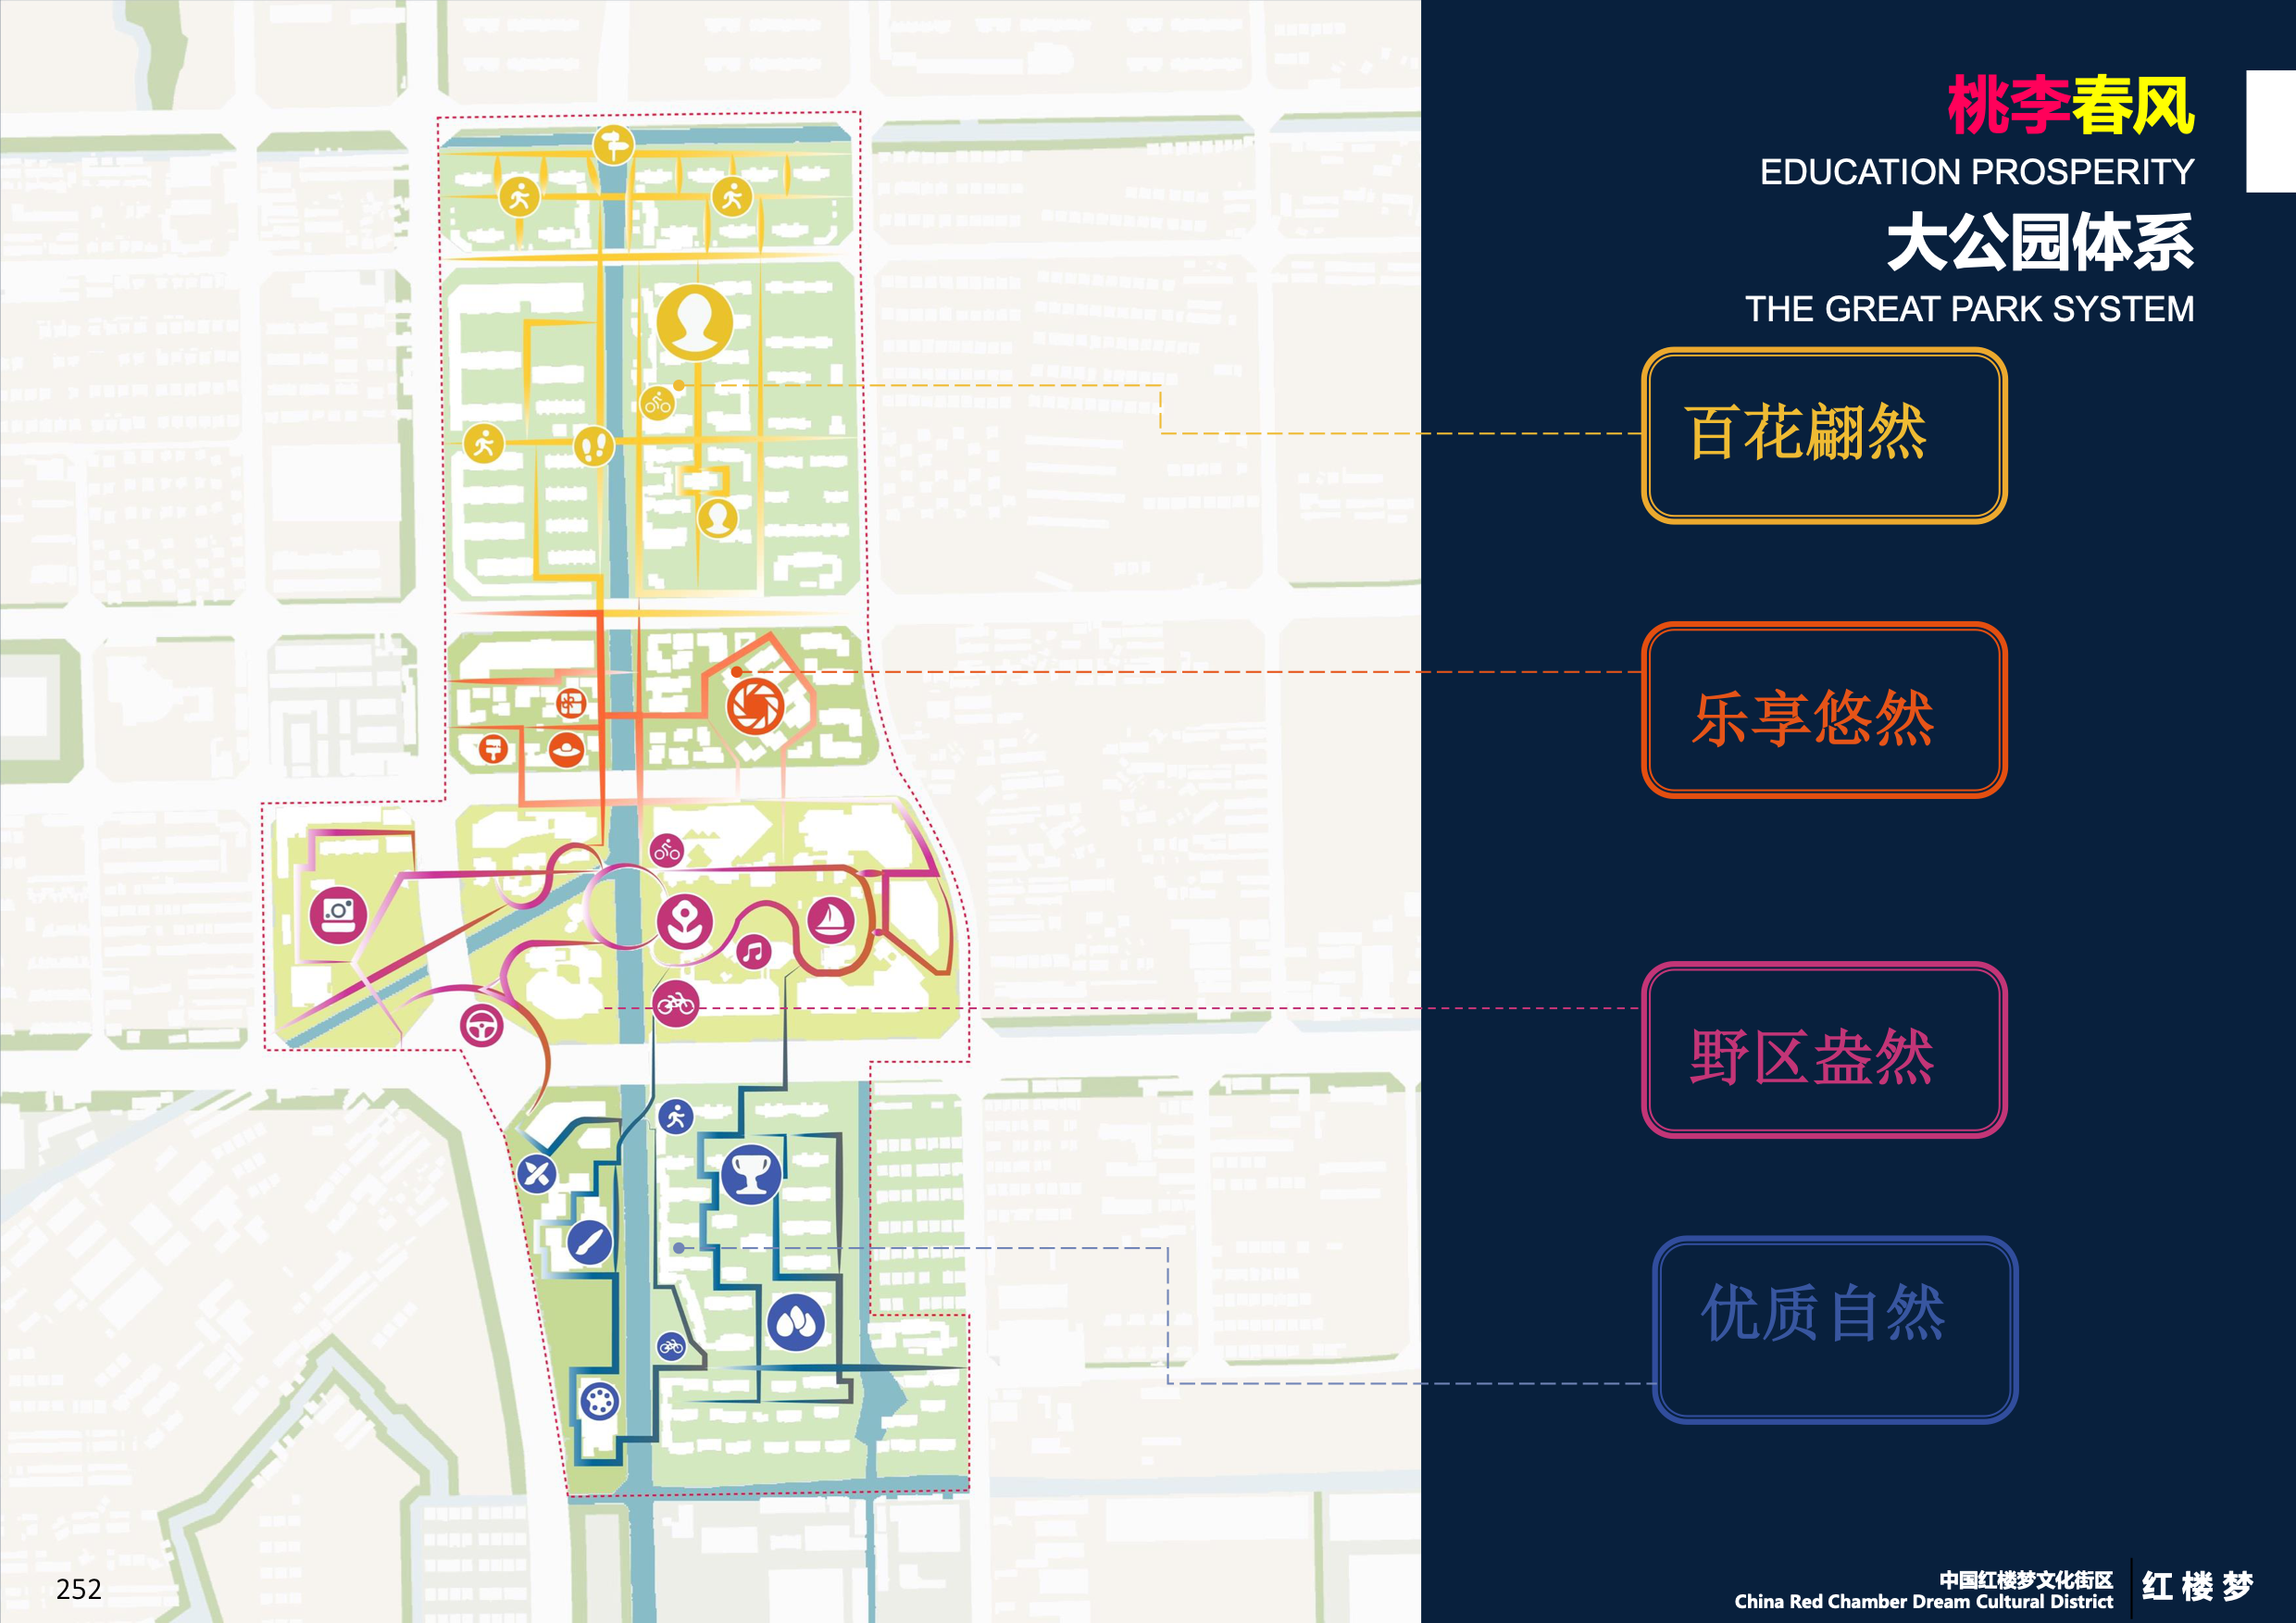 桃李春风
EDUCATION PROSPERITY
大公园体系
THE GREAT PARK SYSTEM
百花翩然
乐享悠然
野区盎然
优质自然
252
中国红楼梦文化街区
China Red Chamber Dream Cultural District
红楼梦